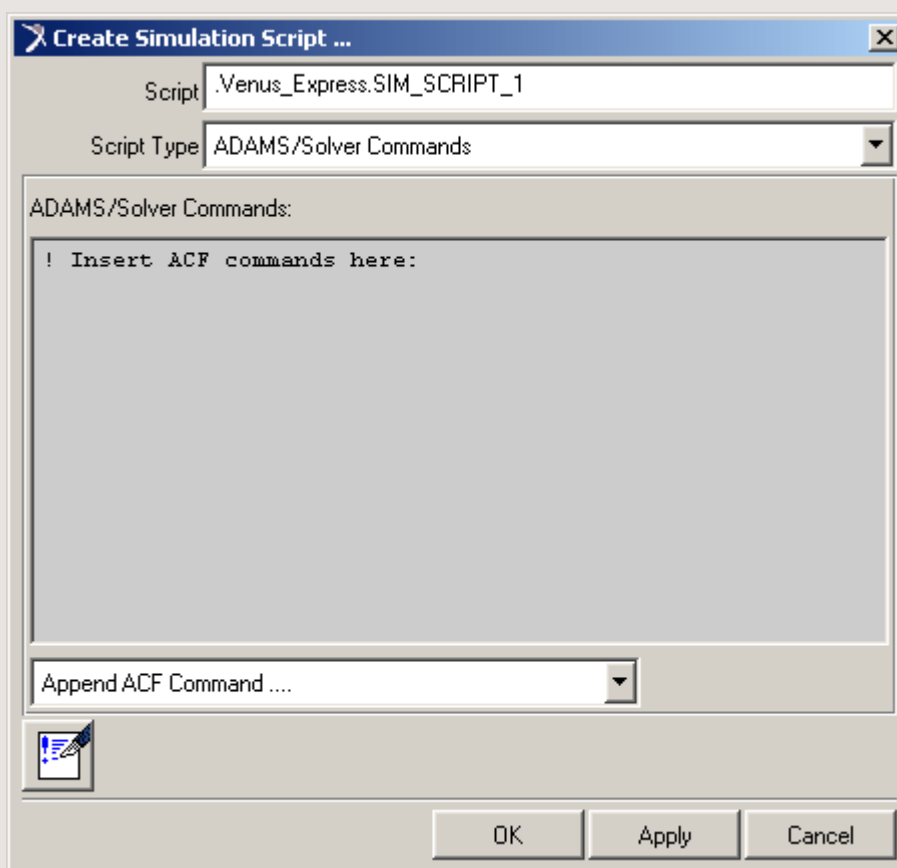 Create Simulation Script ...
Script .Venus_Express.SIM_SCRIPT_1
Script Type ADAMS/Solver Commands
ADAMS/Solver Commands:
! Insert ACF commands here:
Append ACF Command ....
OK Apply Cancel